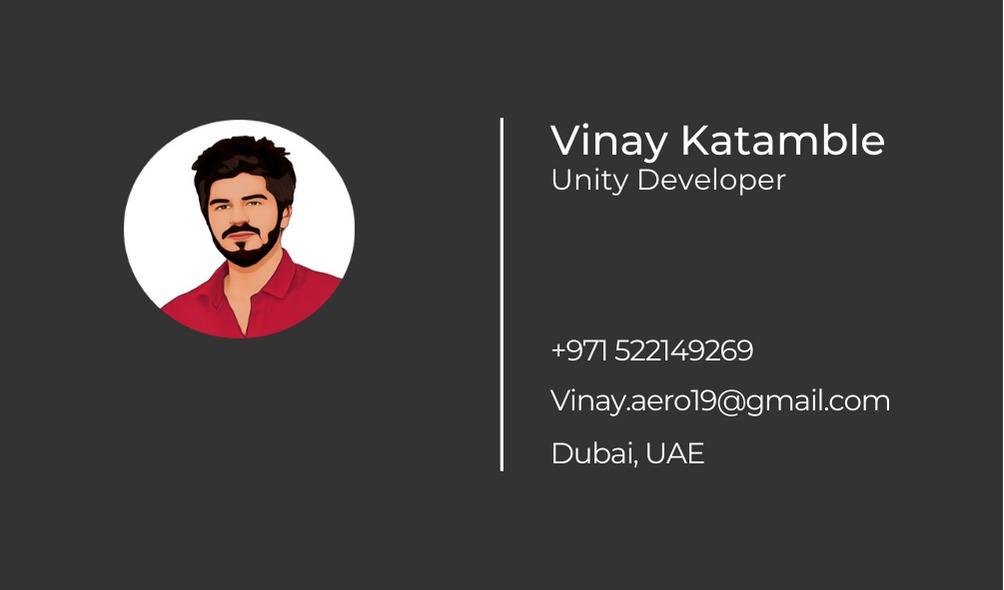 Vinay Katamble
Unity Developer
+971 522149269
Vinay.aero19@gmail.com
Dubai, UAE